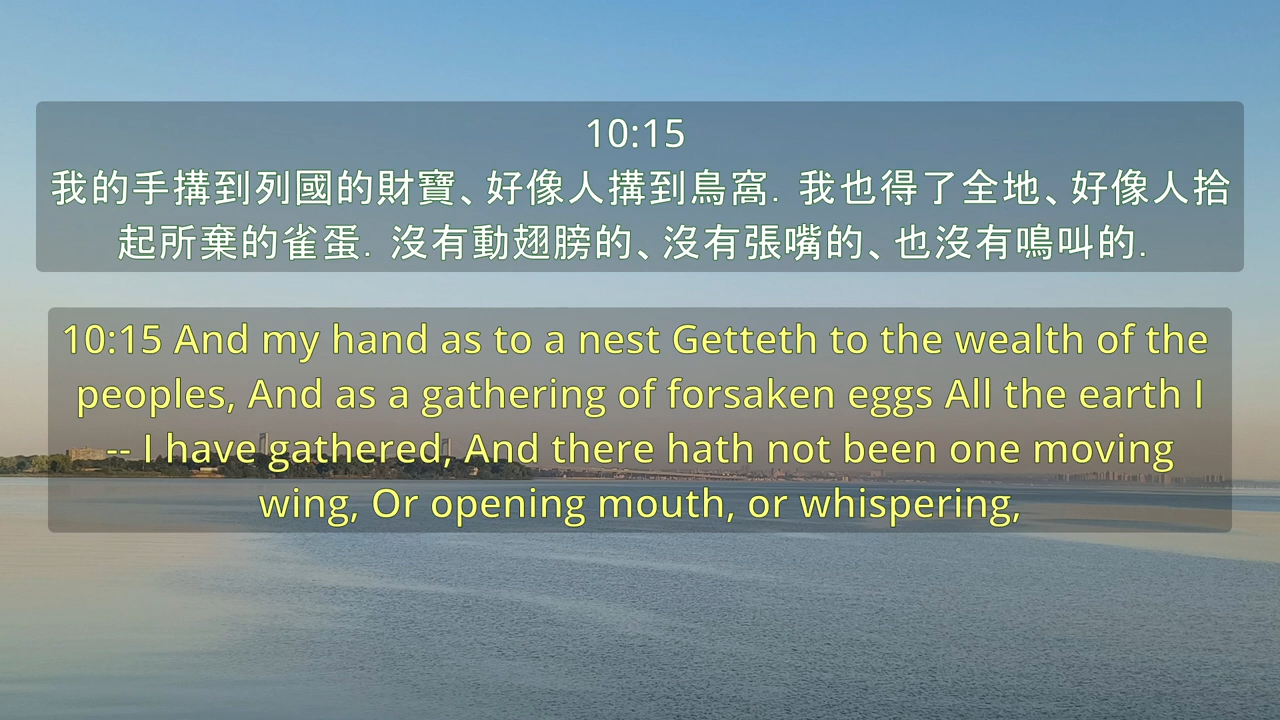 10:15
我的手搆到列國的財寶、好像人搆到鳥窩. 我也得了全地、好像人拾
起所棄的雀蛋. 沒有動翅膀的、沒有張嘴的、也沒有鳴叫的.
10:15 And my hand as to a nest Getteth to the wealth of the
peoples, And as a gathering of forsaken eggs All the earth I
-- I have gathered, And there hath not been one moving
wing, Or opening mouth, or whispering,